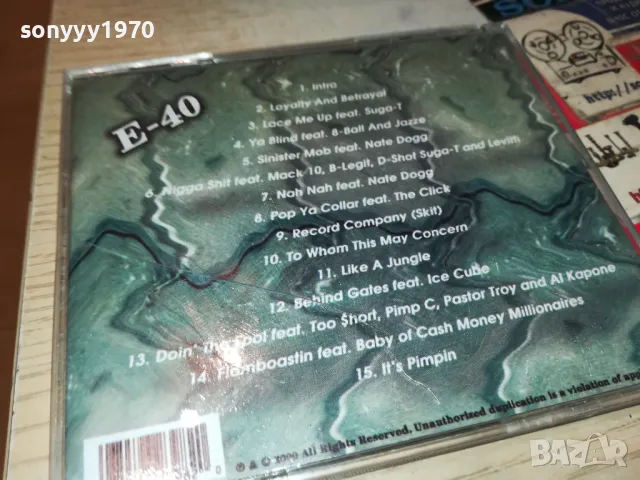 sonyyy1970
E-40
1. Intro
2. Loyalty And Betrayal
3. Lace Me Up feat. Suga-T
4. Ya Blind feat. 8-Ball And Jazze
5. Sinister Mob feat. Nate Dogg
6. Nigga Shit feat. Mack 10, B-Legit, D-Shot Suga-T and Levitti
7. Nah Nah feat. Nate Dogg
8. Pop Ya Collar feat. The Click
9. Record Company (Skit)
10. To Whom This May Concern
11. Like A Jungle
12. Behind Gates feat. Ice Cube
13. Doin' The Fool feat. Too $hort, Pimp C, Pastor Troy and Al Kapone
14. Flamboastin feat. Baby of Cash Money Millionaires
15. It's Pimpin
℗ & © 2000 All Rights Reserved. Unauthorized duplication is a violation of
http://
BAZAR
bg